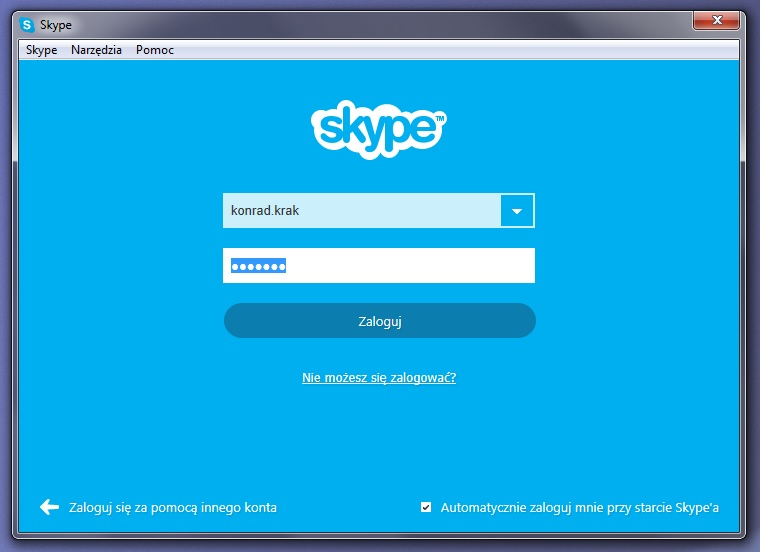 Skype
Skype Narzędzia Pomoc
skype™
konrad.krak
●●●●●●●
Zaloguj
Nie możesz się zalogować?
Zaloguj się za pomocą innego konta
Automatycznie zaloguj mnie przy starcie Skype'a